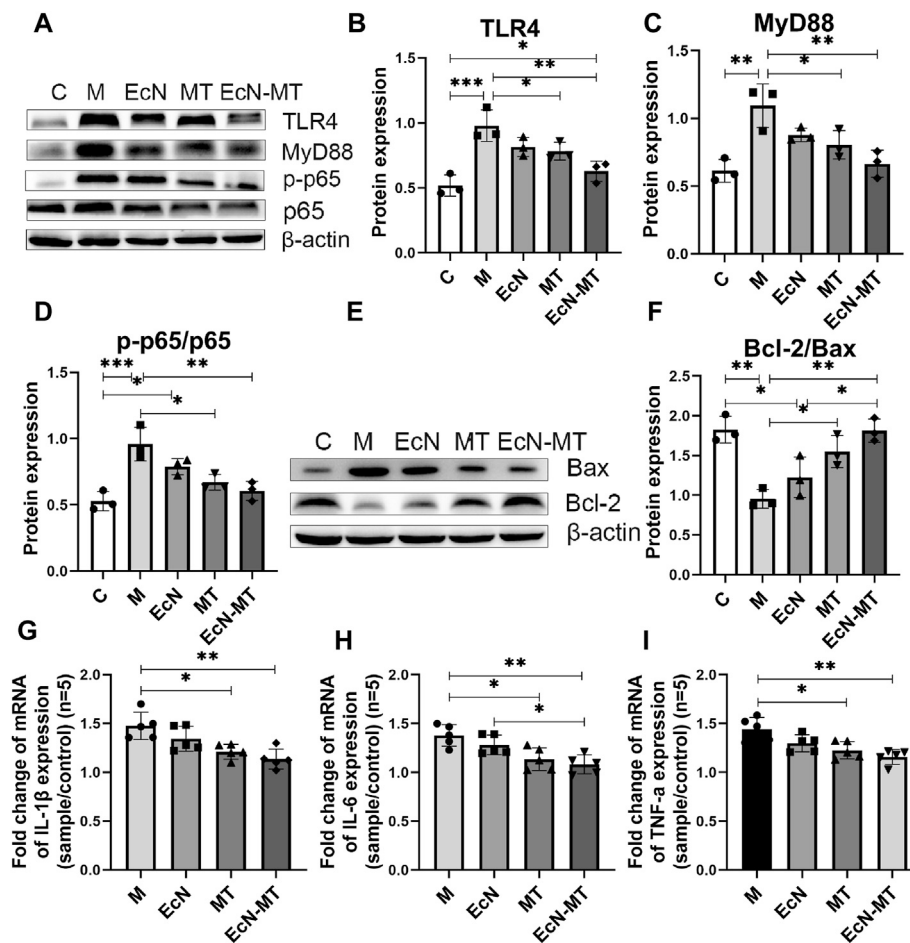 A
C M EcN MT EcN-MT
TLR4
MyD88
p-p65
p65
β-actin
B
TLR4
Protein expression
1.5
1.0
0.5
0.0
*
**
*** *
C M EcN MT EcN-MT
C
MyD88
Protein expression
1.5
1.0
0.5
0.0
**
** *
C M EcN MT EcN-MT
D
p-p65/p65
Protein expression
1.5
1.0
0.5
0.0
*** **
*
*
C M EcN MT EcN-MT
E
C M EcN MT EcN-MT
Bax
Bcl-2
β-actin
F
Bcl-2/Bax
Protein expression
2.5
2.0
1.5
1.0
0.5
0.0
** **
* *
*
C M EcN MT EcN-MT
G
Fold change of mRNA
of IL-1β expression
(sample/control) (n=5)
2.0
1.5
1.0
0.5
0.0
**
*
M EcN MT EcN-MT
H
Fold change of mRNA
of IL-6 expression
(sample/control) (n=5)
2.0
1.5
1.0
0.5
0.0
**
*
*
M EcN MT EcN-MT
I
Fold change of mRNA
of TNF-a expression
(sample/control) (n=5)
2.0
1.5
1.0
0.5
0.0
**
*
M EcN MT EcN-MT